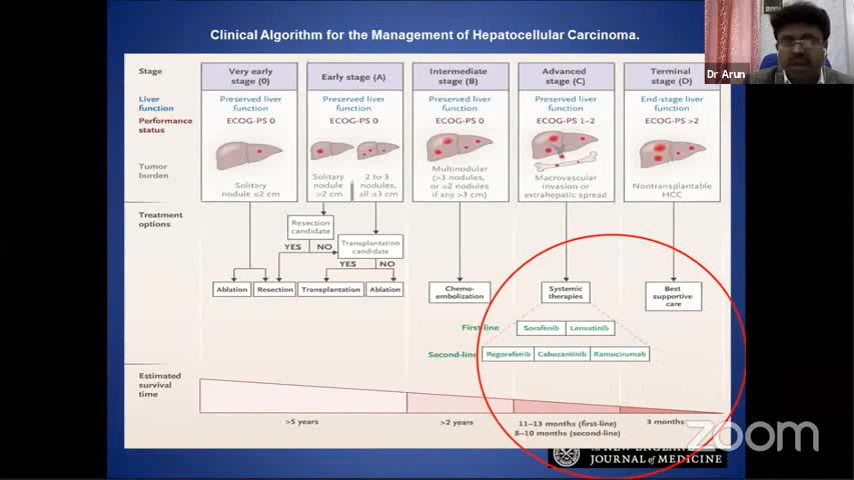 Clinical Algorithm for the Management of Hepatocellular Carcinoma.
Dr Arun
Stage
Very early
stage (0)
Early stage (A)
Intermediate
stage (B)
Advanced
stage (C)
Terminal
stage (D)
Liver
function
Preserved liver
function
Preserved liver
function
Preserved liver
function
Preserved liver
function
End-stage liver
function
Performance
status
ECOG-PS 0
ECOG-PS 0
ECOG-PS 0
ECOG-PS 1–2
ECOG-PS >2
Tumor
burden
Solitary
nodule ≤2 cm
Solitary
nodule
>2 cm
2 to 3
nodules,
all ≤3 cm
Multinodular
(>3 nodules,
or ≥2 nodules
if any >3 cm)
Macrovascular
invasion or
extrahepatic spread
Nontransplantable
HCC
Treatment
options
Resection
candidate
YES NO
Transplantation
candidate
YES NO
Ablation
Resection
Transplantation
Ablation
Chemo-
embolization
Systemic
therapies
Best
supportive
care
First-line
Sorafenib
Lenvatinib
Second-line
Regorafenib
Cabozantinib
Ramucirumab
Estimated
survival
time
>5 years
>2 years
11–13 months (first-line)
8–10 months (second-line)
3 months
zoom
JOURNAL of MEDICINE